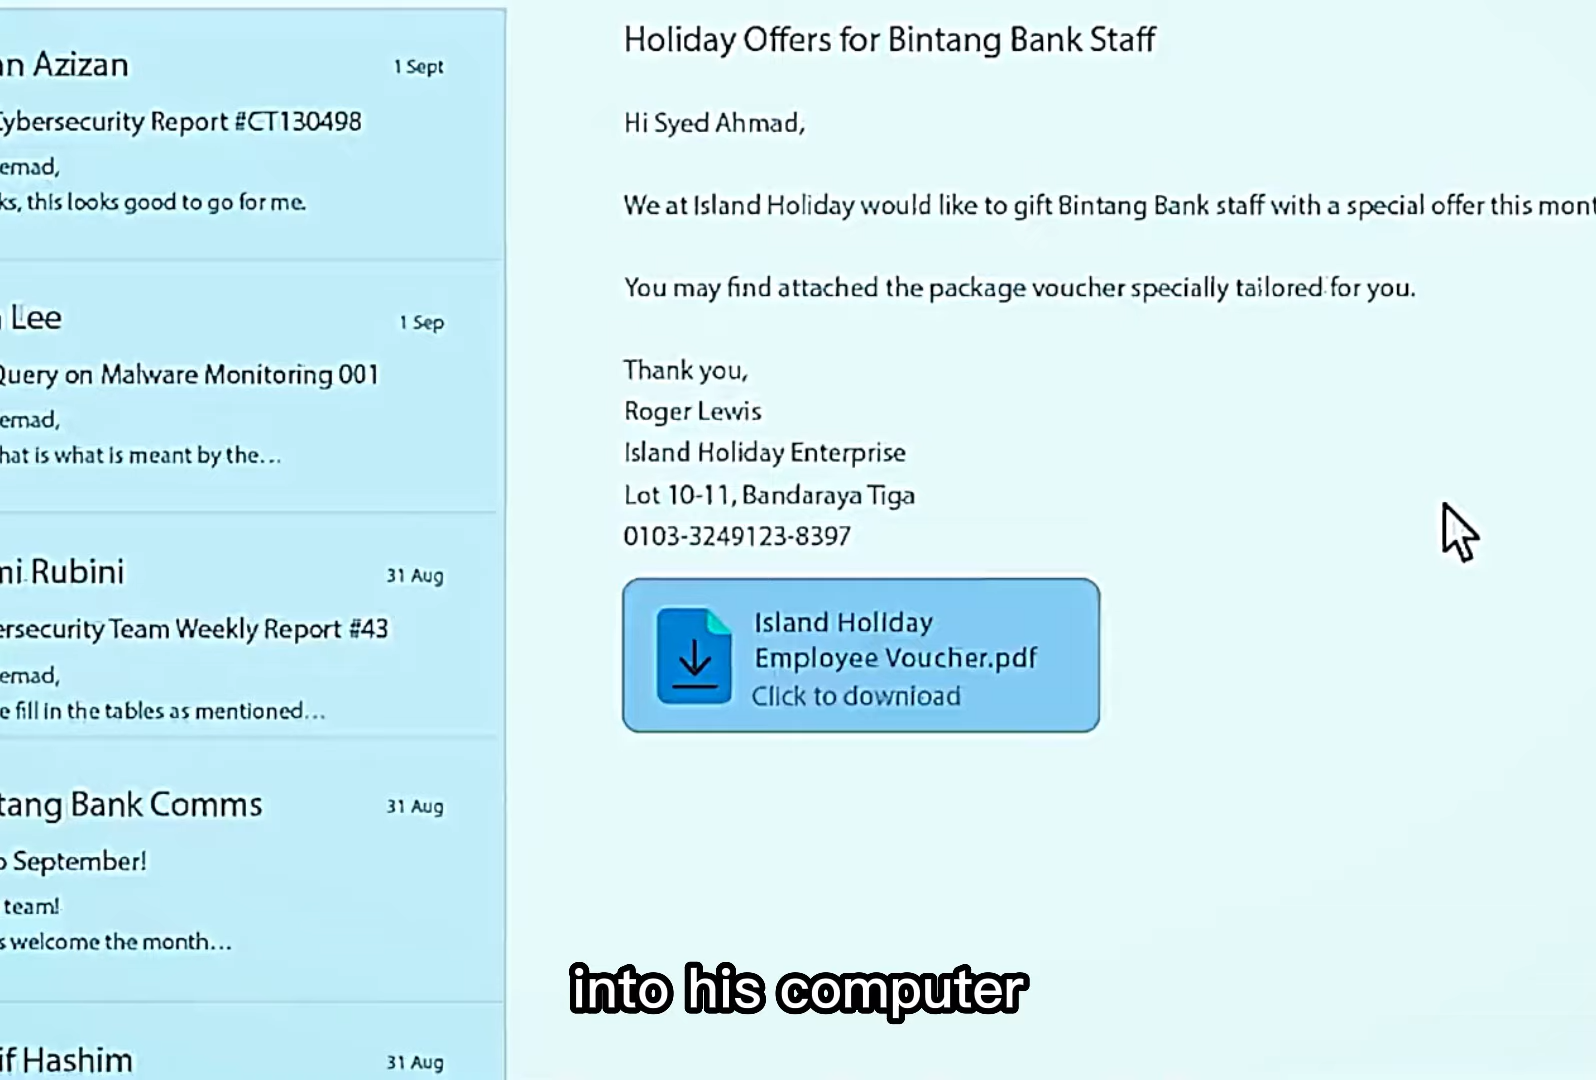 n Azizan
1 Sept
Cybersecurity Report #CT130498
emad,
ks, this looks good to go for me.
Lee
1 Sep
Query on Malware Monitoring 001
emad,
hat is what is meant by the...
ni Rubini
31 Aug
ersecurity Team Weekly Report #43
emad,
e fill in the tables as mentioned...
tang Bank Comms
31 Aug
o September!
team!
s welcome the month...
if Hashim
31 Aug
Holiday Offers for Bintang Bank Staff
Hi Syed Ahmad,
We at Island Holiday would like to gift Bintang Bank staff with a special offer this mont
You may find attached the package voucher specially tailored for you.
Thank you,
Roger Lewis
Island Holiday Enterprise
Lot 10-11, Bandaraya Tiga
0103-3249123-8397
Island Holiday
Employee Voucher.pdf
Click to download
into his computer